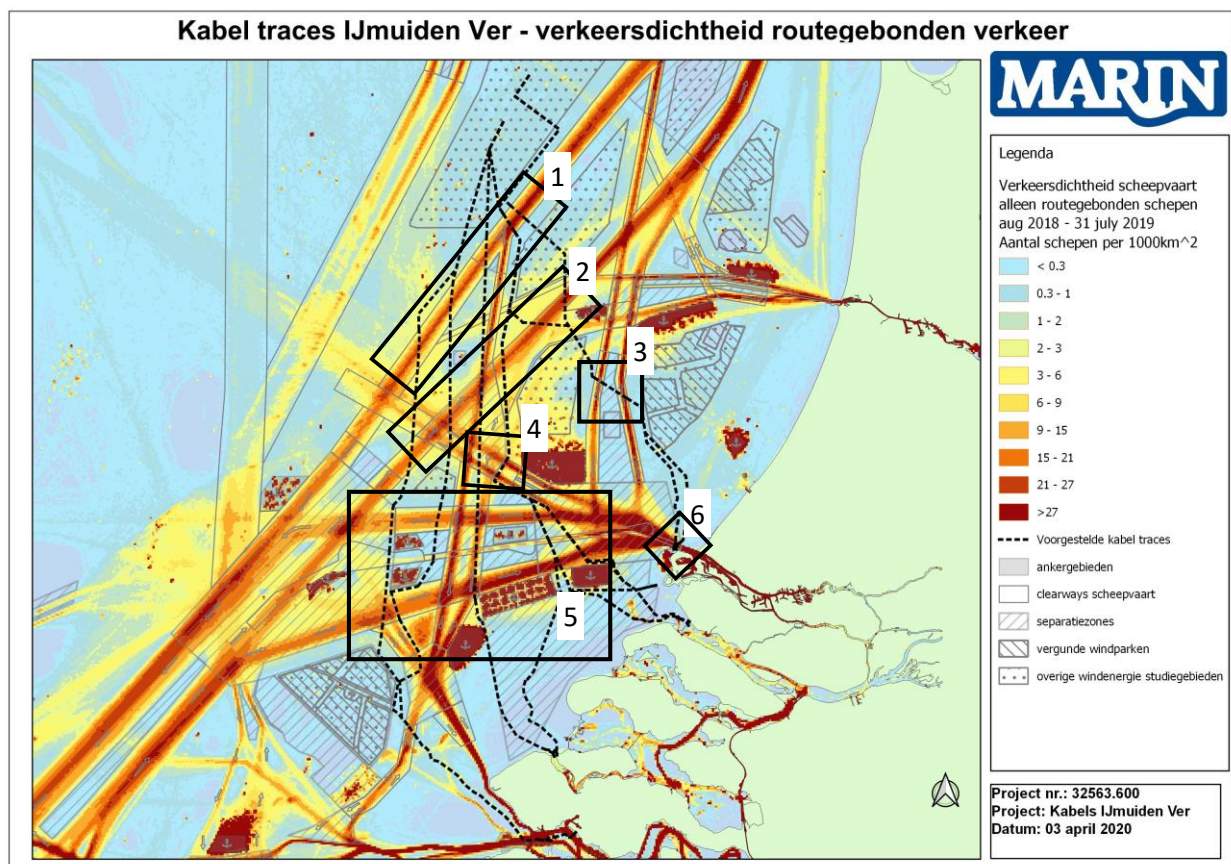 Kabel traces IJmuiden Ver - verkeersdichtheid routegebonden verkeer
MARIN
Legenda
Verkeersdichtheid scheepvaart
alleen routegebonden schepen
aug 2018 - 31 july 2019
Aantal schepen per 1000km^2
< 0.3
0.3 - 1
1 - 2
2 - 3
3 - 6
6 - 9
9 - 15
15 - 21
21 - 27
>27
Voorgestelde kabel traces
ankergebieden
clearways scheepvaart
separatiezones
vergunde windparken
overige windenergie studiegebieden
Project nr.: 32563.600
Project: Kabels IJmuiden Ver
Datum: 03 april 2020
1
2
3
4
5
6